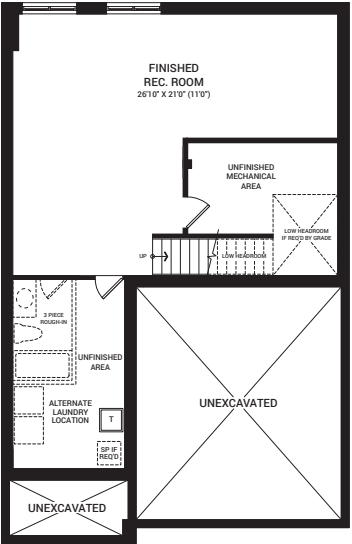 FINISHED
REC. ROOM
26'10" X 21'0" (11'0")
UNFINISHED
MECHANICAL
AREA
LOW HEADROOM
IF REQ'D BY GRADE
UP
LOW HEADROOM
3 PIECE
ROUGH-IN
UNFINISHED
AREA
ALTERNATE
LAUNDRY
LOCATION
T
SP IF
REQ'D
UNEXCAVATED
UNEXCAVATED